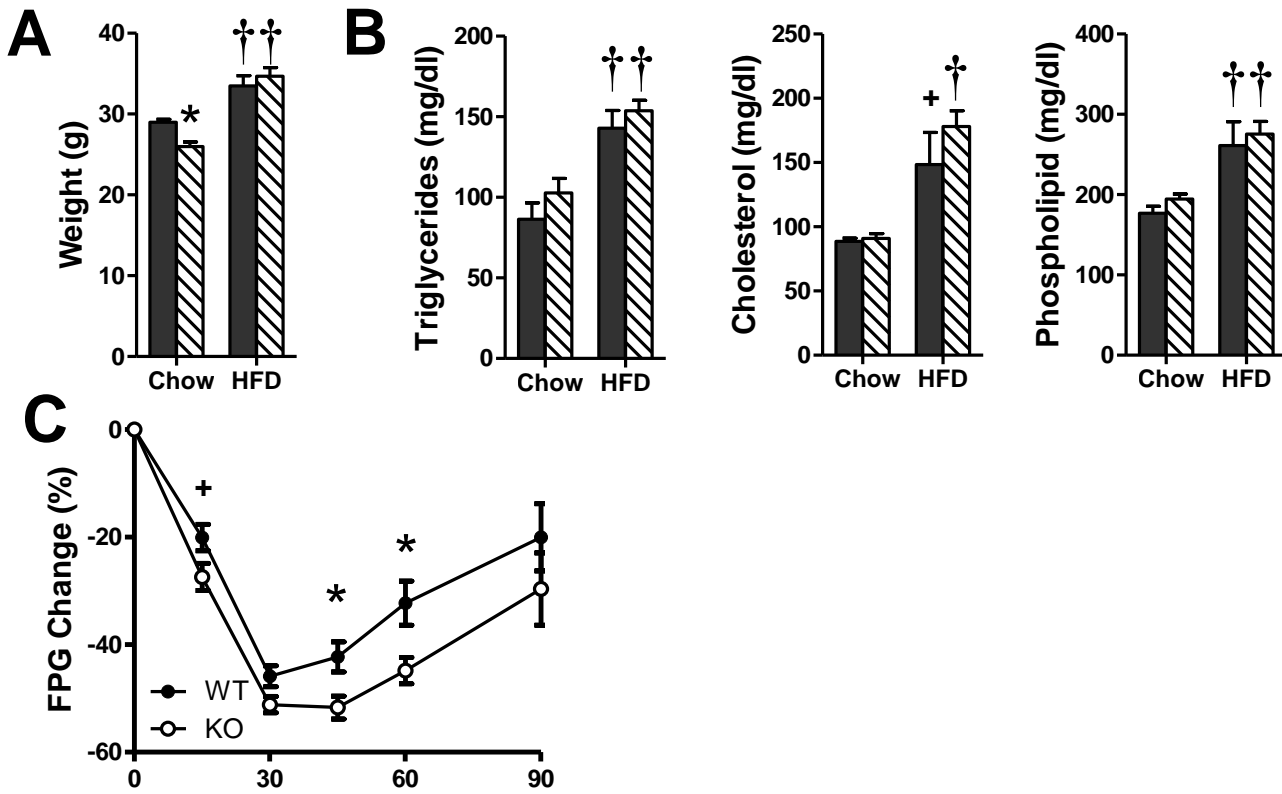 A
Weight (g)
40
30
20
10
0
*
† †
Chow HFD
B
Triglycerides (mg/dl)
200
150
100
50
0
† †
Chow HFD
Cholesterol (mg/dl)
250
200
150
100
50
0
+ †
Chow HFD
Phospholipid (mg/dl)
400
300
200
100
0
† †
Chow HFD
C
FPG Change (%)
0
-20
-40
-60
+
*
*
WT
KO
0 30 60 90